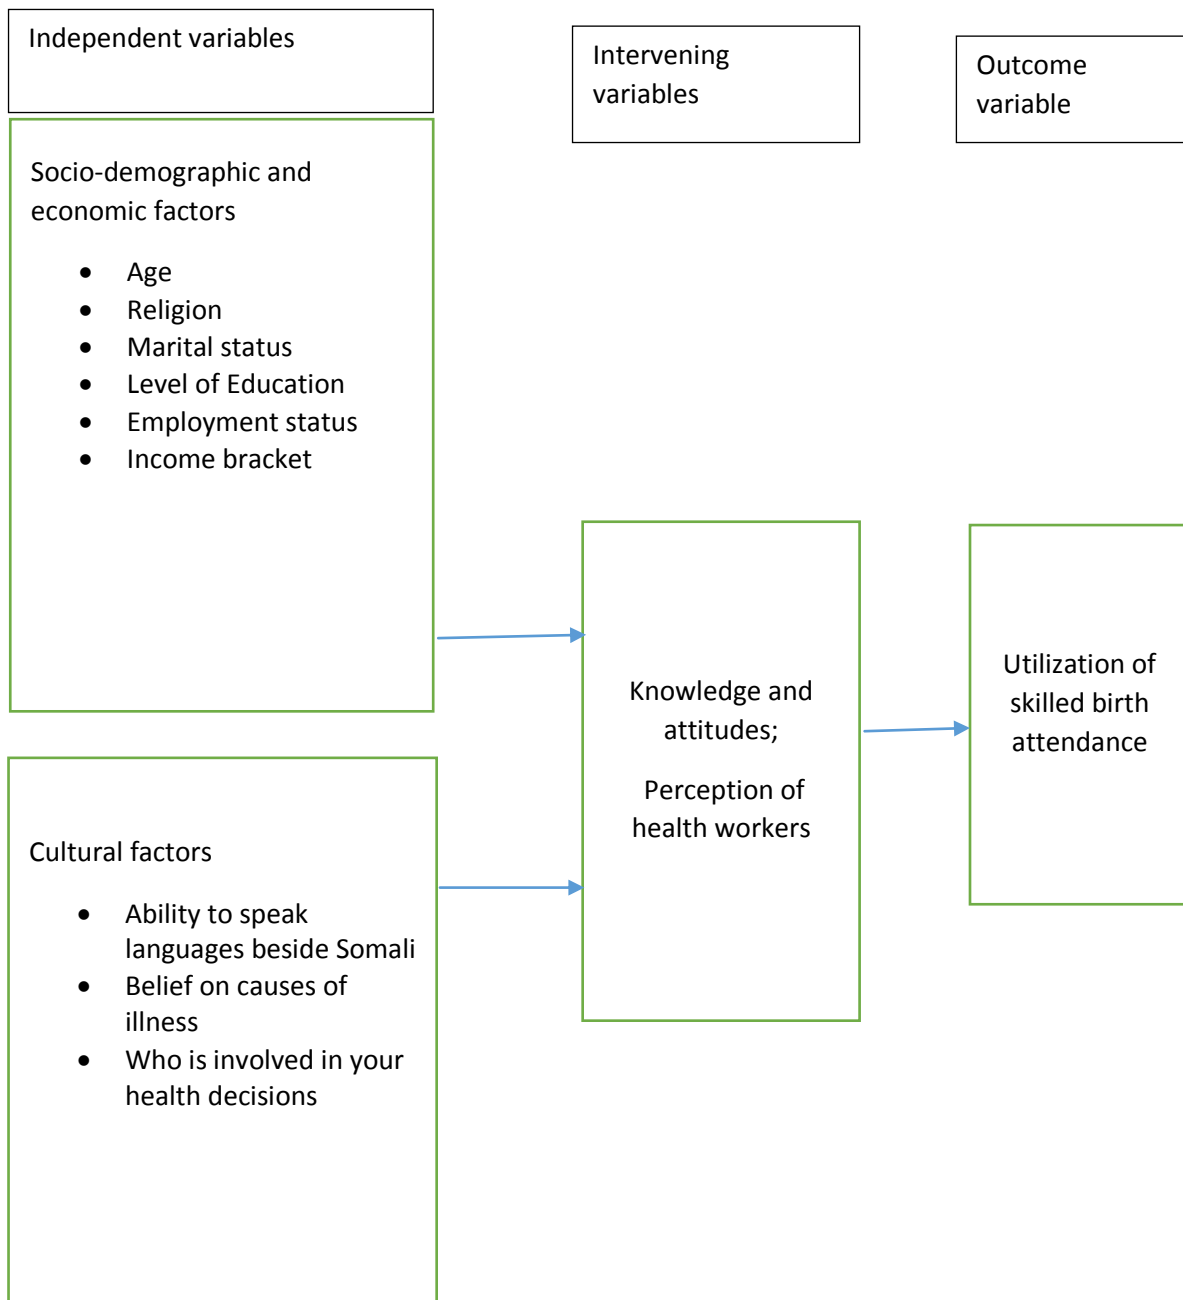 Independent variables
Intervening
variables
Outcome
variable
Socio-demographic and
economic factors
• Age
• Religion
• Marital status
• Level of Education
• Employment status
• Income bracket
Knowledge and
attitudes;
Perception of
health workers
Utilization of
skilled birth
attendance
Cultural factors
• Ability to speak
languages beside Somali
• Belief on causes of
illness
• Who is involved in your
health decisions